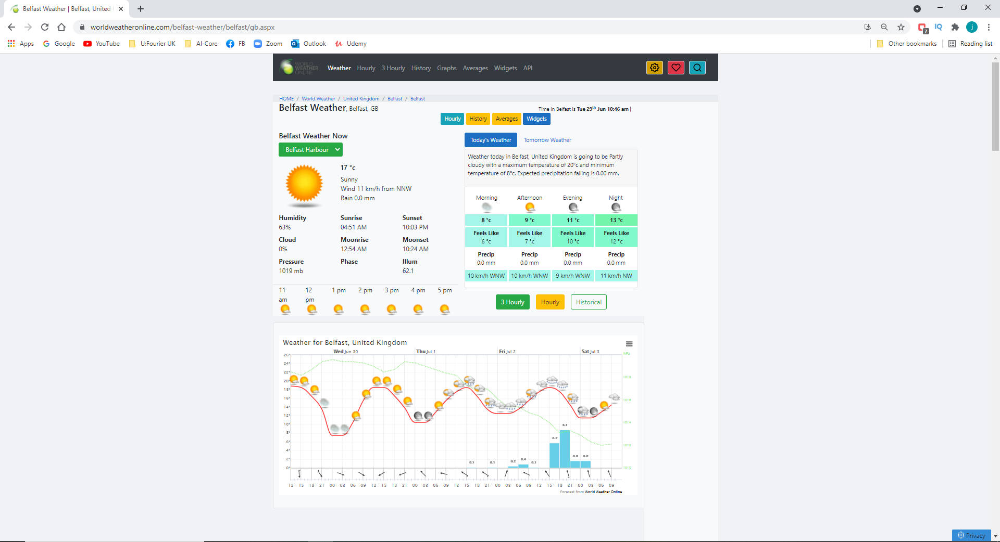 Belfast Weather | Belfast, United
worldweatheronline.com/belfast-weather/belfast/gb.aspx
7
IQ
j
Apps Google YouTube U:Fourier UK AI-Core FB Zoom Outlook Udemy Other bookmarks Reading list
WORLD
WEATHER
ONLINE
Weather Hourly 3 Hourly History Graphs Averages Widgets API
HOME / World Weather / United Kingdom / Belfast / Belfast
Belfast Weather, Belfast, GB
Time in Belfast is Tue 29th Jun 10:46 am |
Hourly History Averages Widgets
Belfast Weather Now
Belfast Harbour
17 °c
Sunny
Wind 11 km/h from NNW
Rain 0.0 mm
Humidity Sunrise Sunset
63% 04:51 AM 10:03 PM
Cloud Moonrise Moonset
0% 12:54 AM 10:24 AM
Pressure Phase Illum
1019 mb 62.1
11 am 12 pm 1 pm 2 pm 3 pm 4 pm 5 pm
Today's Weather Tomorrow Weather
Weather today in Belfast, United Kingdom is going to be Partly
cloudy with a maximum temperature of 20°c and minimum
temperature of 8°c. Expected precipitation falling is 0.00 mm.
Morning Afternoon Evening Night
8 °c 9 °c 11 °c 13 °c
Feels Like Feels Like Feels Like Feels Like
6 °c 7 °c 10 °c 12 °c
Precip Precip Precip Precip
0.0 mm 0.0 mm 0.0 mm 0.0 mm
10 km/h WNW 10 km/h WNW 9 km/h WNW 11 km/h NW
3 Hourly Hourly Historical
Weather for Belfast, United Kingdom
Wed Jun 30 Thu Jul 1 Fri Jul 2 Sat Jul 3
26° hPa
24°
22° 1018
20°
18°
16° 1016
14°
12° 1014
10°
8° 1012
6°
4°
2°
0° 1010
0.1 0.1 0.2 0.4 0.1 2.7 4.1 0.8 0.8
12 15 18 21 00 03 06 09 12 15 18 21 00 03 06 09 12 15 18 21 00 03 06 09 12 15 18 21 00 03 06 09
Forecast from World Weather Online
Privacy